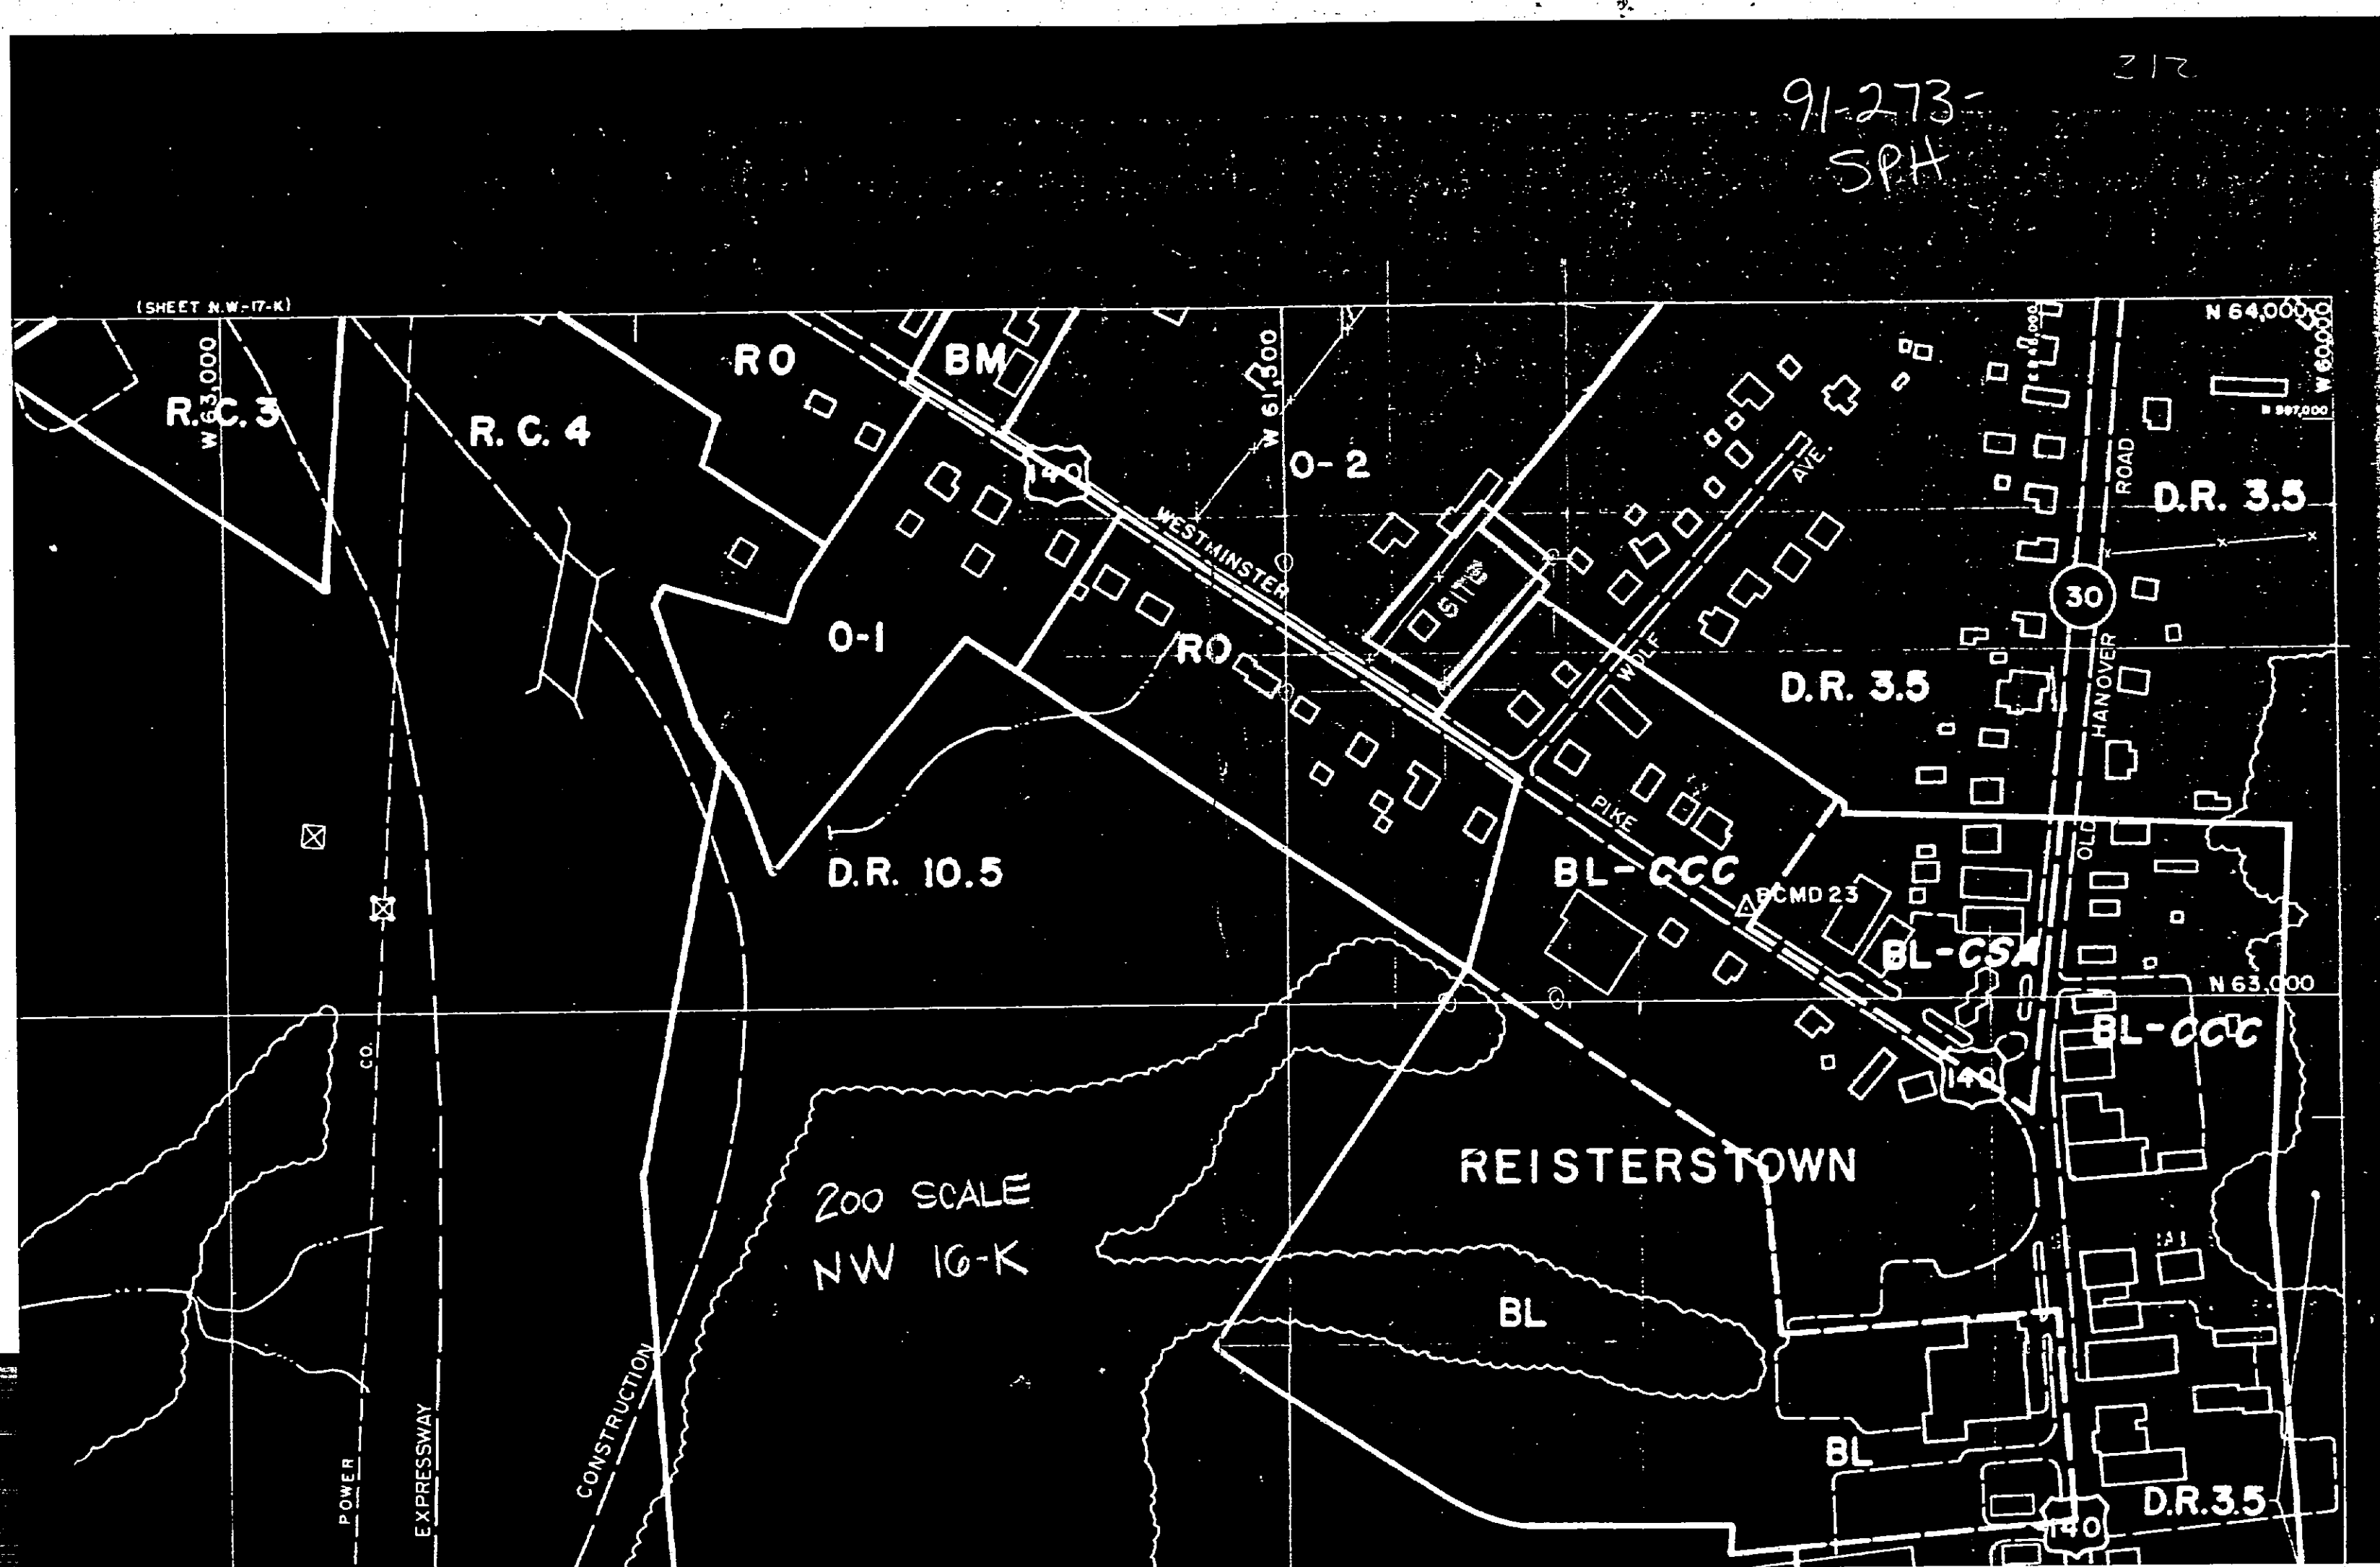 212
91-273-
SPH
(SHEET N.W.-17-K)
N 64,000
W 60,000
W 63,000
W 61,500
R.C. 3
R. C. 4
RO
BM
140
O-2
WESTMINSTER
SITE
AVE.
WOLF
ROAD
D.R. 3.5
30
HANOVER
O-1
RO
D.R. 3.5
PIKE
OLD
D.R. 10.5
BL-CCC
BCMD 23
BL-CSA
N 63,000
BL-CCC
140
CO.
REISTERSTOWN
200 SCALE
NW 16-K
BL
CONSTRUCTION
POWER
EXPRESSWAY
BL
D.R.3.5
140